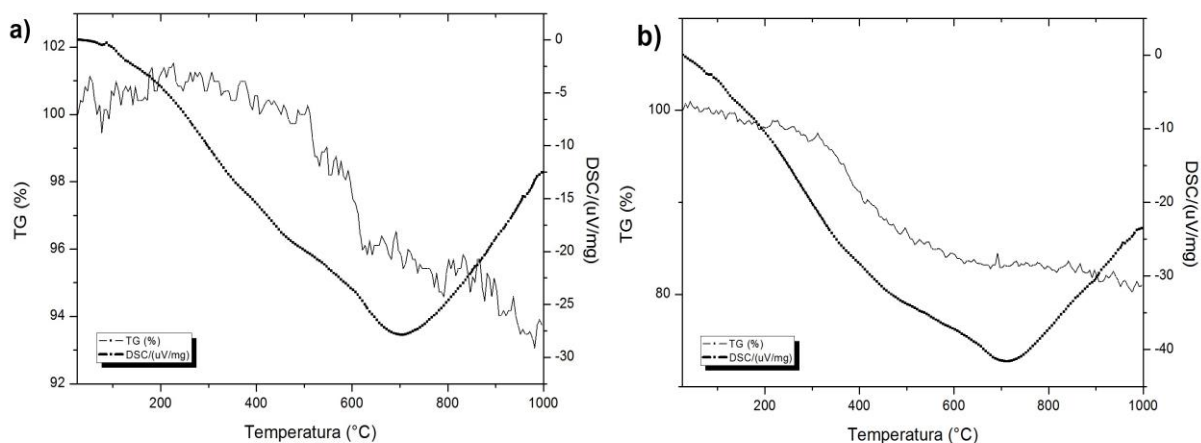 a)
102
100
98
96
94
92
TG (%)
0
-5
-10
-15
-20
-25
-30
DSC/(uV/mg)
TG (%)
DSC/(uV/mg)
200
400
600
800
1000
Temperatura (°C)
b)
100
80
TG (%)
0
-10
-20
-30
-40
DSC/(uV/mg)
TG (%)
DSC/(uV/mg)
200
400
600
800
1000
Temperatura (°C)